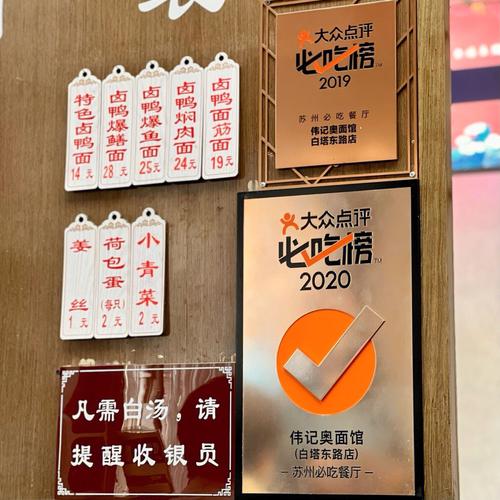 特色卤鸭面
14元
卤鸭爆鳝面
28元
卤鸭爆鱼面
25元
卤鸭焖肉面
24元
卤鸭面筋面
19元
姜丝
1元
荷包蛋
(每只)
2元
小青菜
2元
凡需白汤，请
提醒收银员
大众点评
必吃榜
TM
2019
苏州必吃餐厅
伟记奥面馆
白塔东路店
大众点评
必吃榜
TM
2020
伟记奥面馆
(白塔东路店)
苏州必吃餐厅